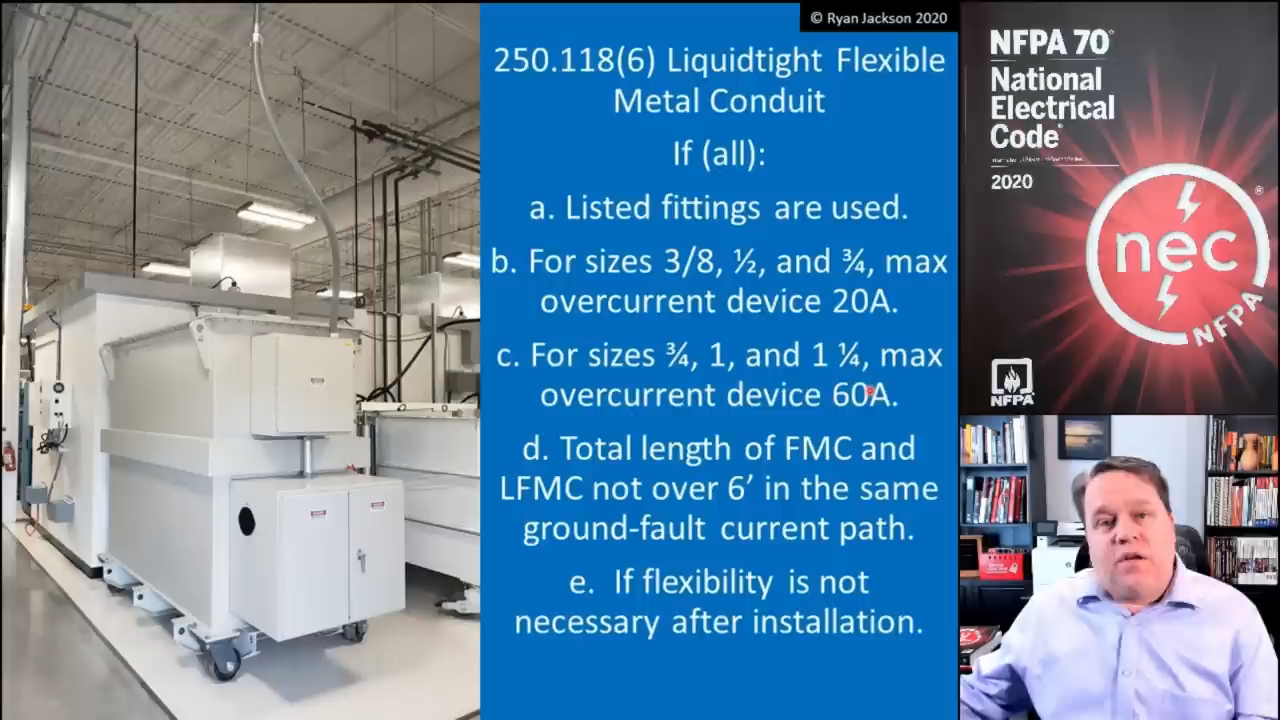 © Ryan Jackson 2020
250.118(6) Liquidtight Flexible
Metal Conduit
If (all):
a. Listed fittings are used.
b. For sizes 3/8, ½, and ¾, max
overcurrent device 20A.
c. For sizes ¾, 1, and 1 ¼, max
overcurrent device 60A.
d. Total length of FMC and
LFMC not over 6’ in the same
ground-fault current path.
e. If flexibility is not
necessary after installation.
NFPA 70®
National
Electrical
Code®
2020
nec
®
NFPA
NFPA